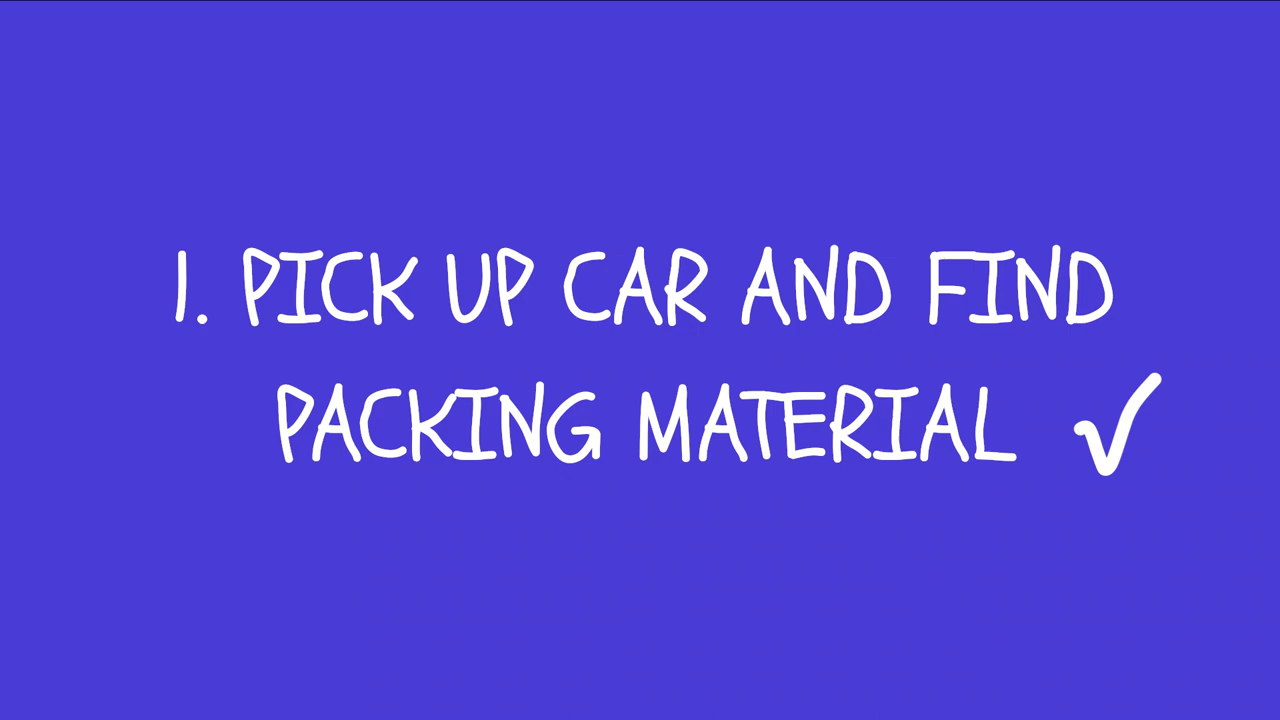 1. PICK UP CAR AND FIND
PACKING MATERIAL ✓